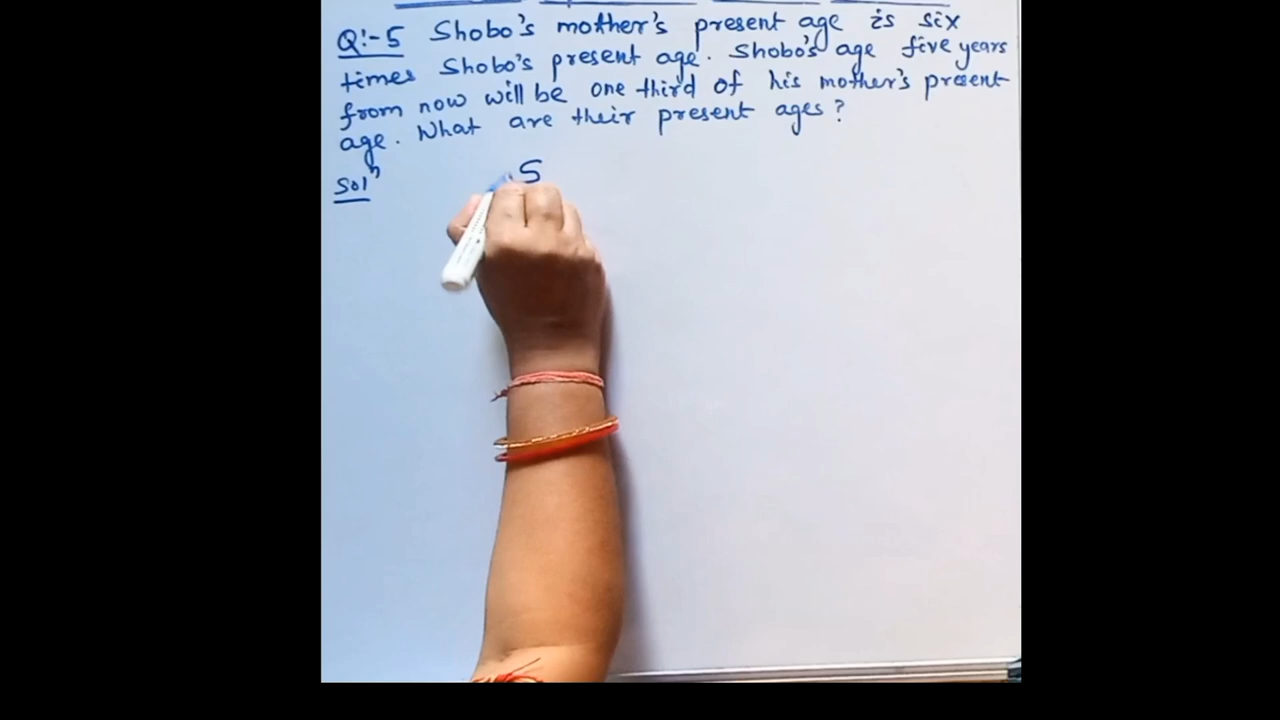 Q:-5 Shobo's mother's present age is six
times Shobo's present age. Shobo's age five years
from now will be one third of his mother's present
age. What are their present ages?
Solⁿ
S